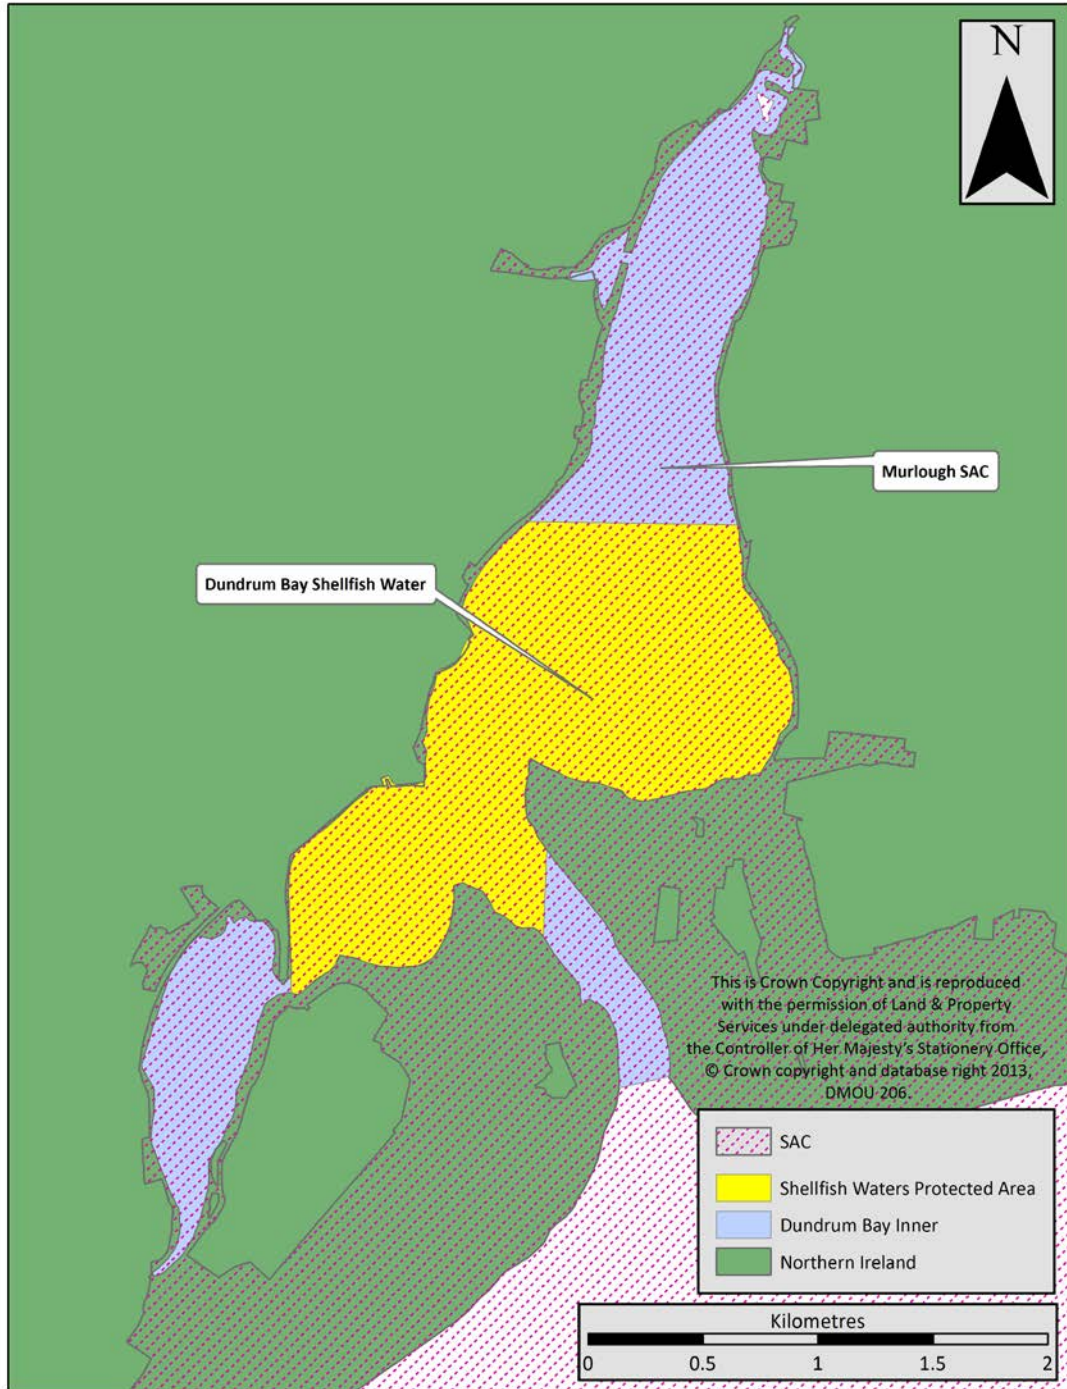 N
Murlough SAC
Dundrum Bay Shellfish Water
This is Crown Copyright and is reproduced
with the permission of Land & Property
Services under delegated authority from
the Controller of Her Majesty's Stationery Office,
© Crown copyright and database right 2013,
DMOU 206.
SAC
Shellfish Waters Protected Area
Dundrum Bay Inner
Northern Ireland
Kilometres
0 0.5 1 1.5 2